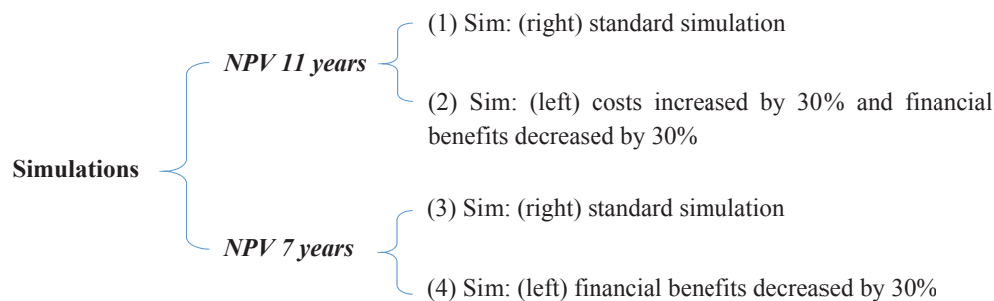 (1) Sim: (right) standard simulation
NPV 11 years
(2) Sim: (left) costs increased by 30% and financial
benefits decreased by 30%
Simulations
(3) Sim: (right) standard simulation
NPV 7 years
(4) Sim: (left) financial benefits decreased by 30%